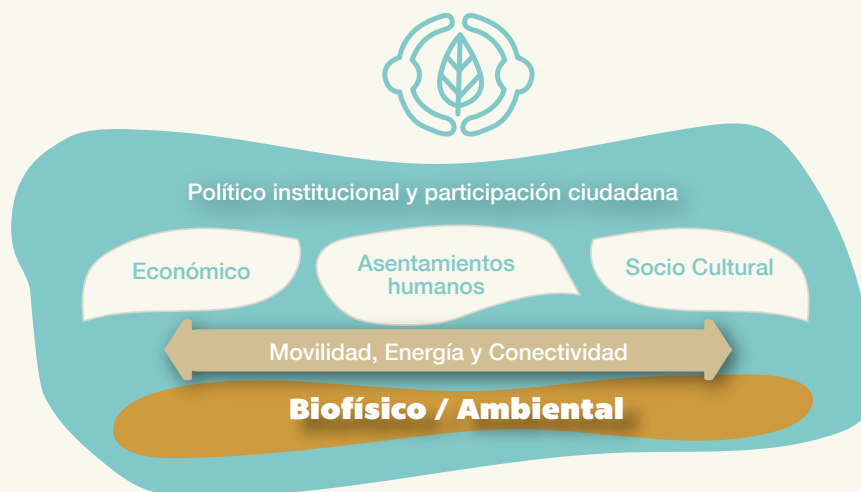 Político institucional y participación ciudadana
Económico
Asentamientos
humanos
Socio Cultural
Movilidad, Energía y Conectividad
Biofísico / Ambiental